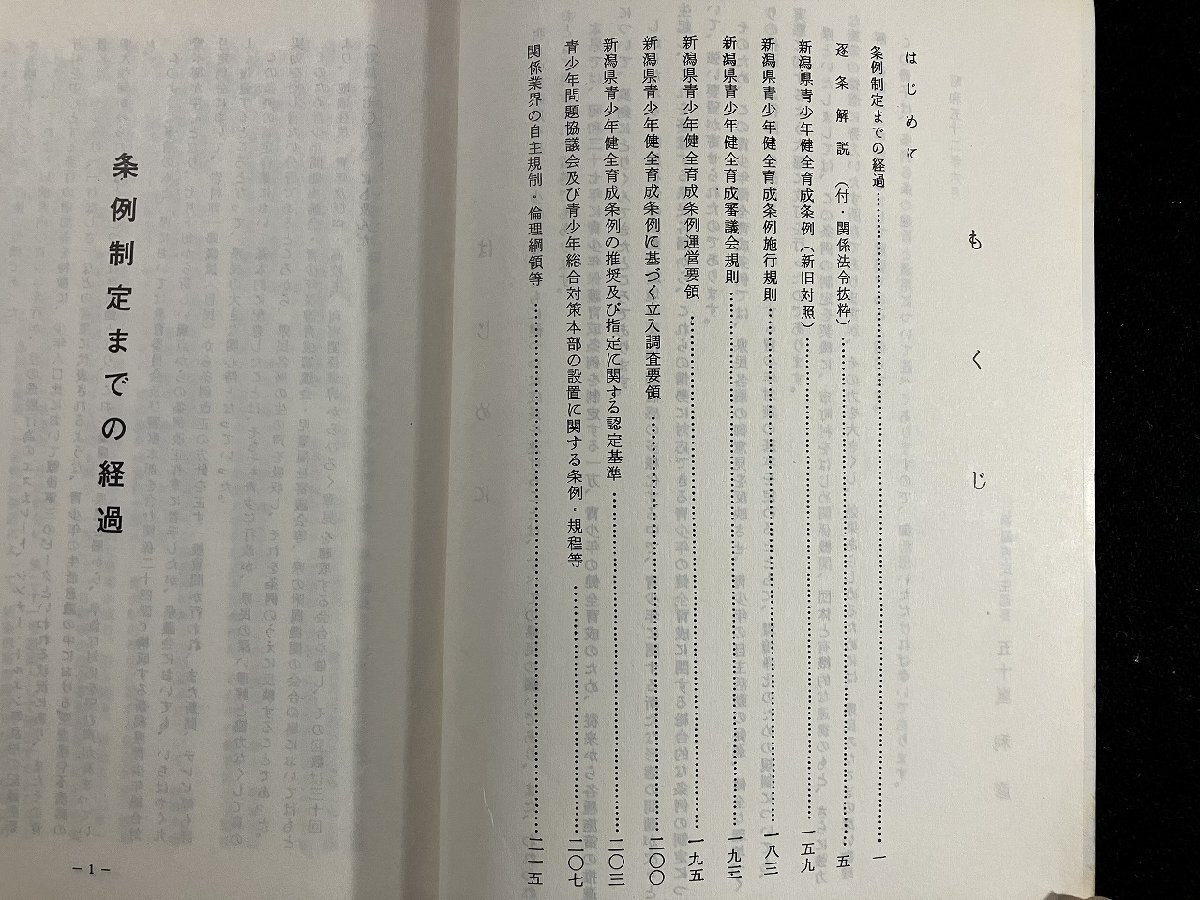 もくじ
はじめに
条例制定までの経過……一
逐条解説（付・関係法令抜粋）……五
新潟県青少年健全育成条例（新旧対照）……一五九
新潟県青少年健全育成条例施行規則……一八三
新潟県青少年健全育成審議会規則……一九三
新潟県青少年健全育成条例運営要領……一九五
新潟県青少年健全育成条例に基づく立入調査要領……二〇〇
新潟県青少年健全育成条例の推奨及び指定に関する認定基準……二〇三
青少年問題協議会及び青少年総合対策本部の設置に関する条例・規程等……二〇七
関係業界の自主規制・倫理綱領等……二一五
条例制定までの経過
－1－